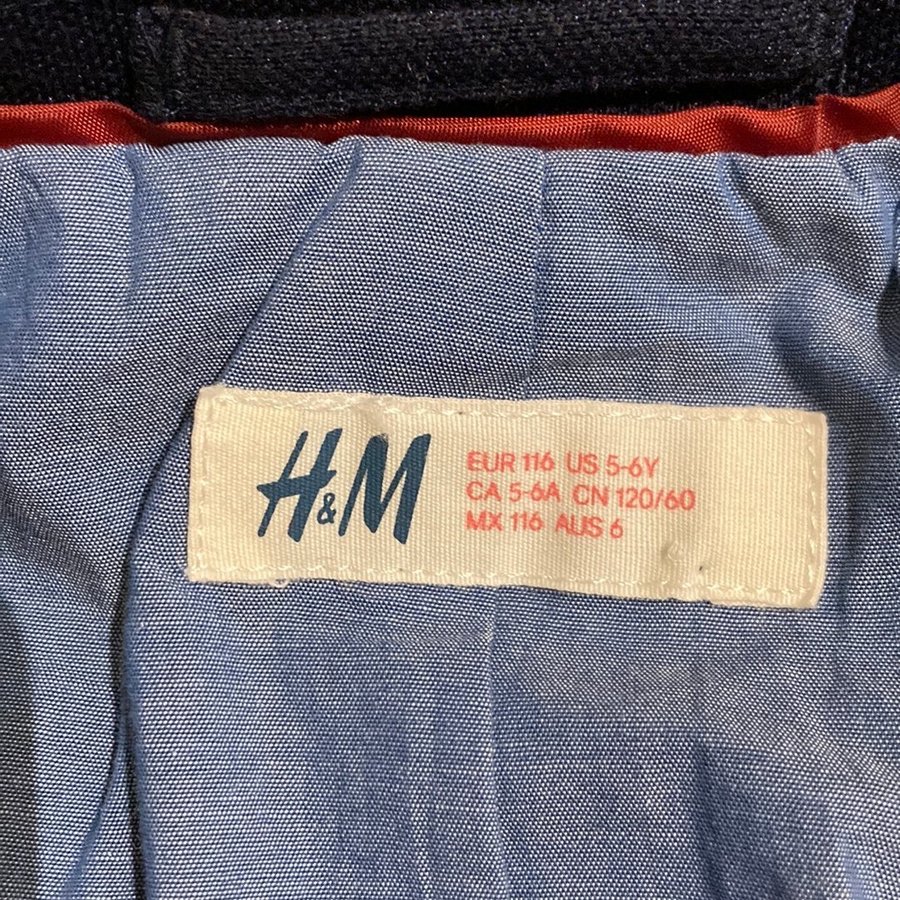 H&M
EUR 116 US 5-6Y
CA 5-6A CN 120/60
MX 116 AUS 6